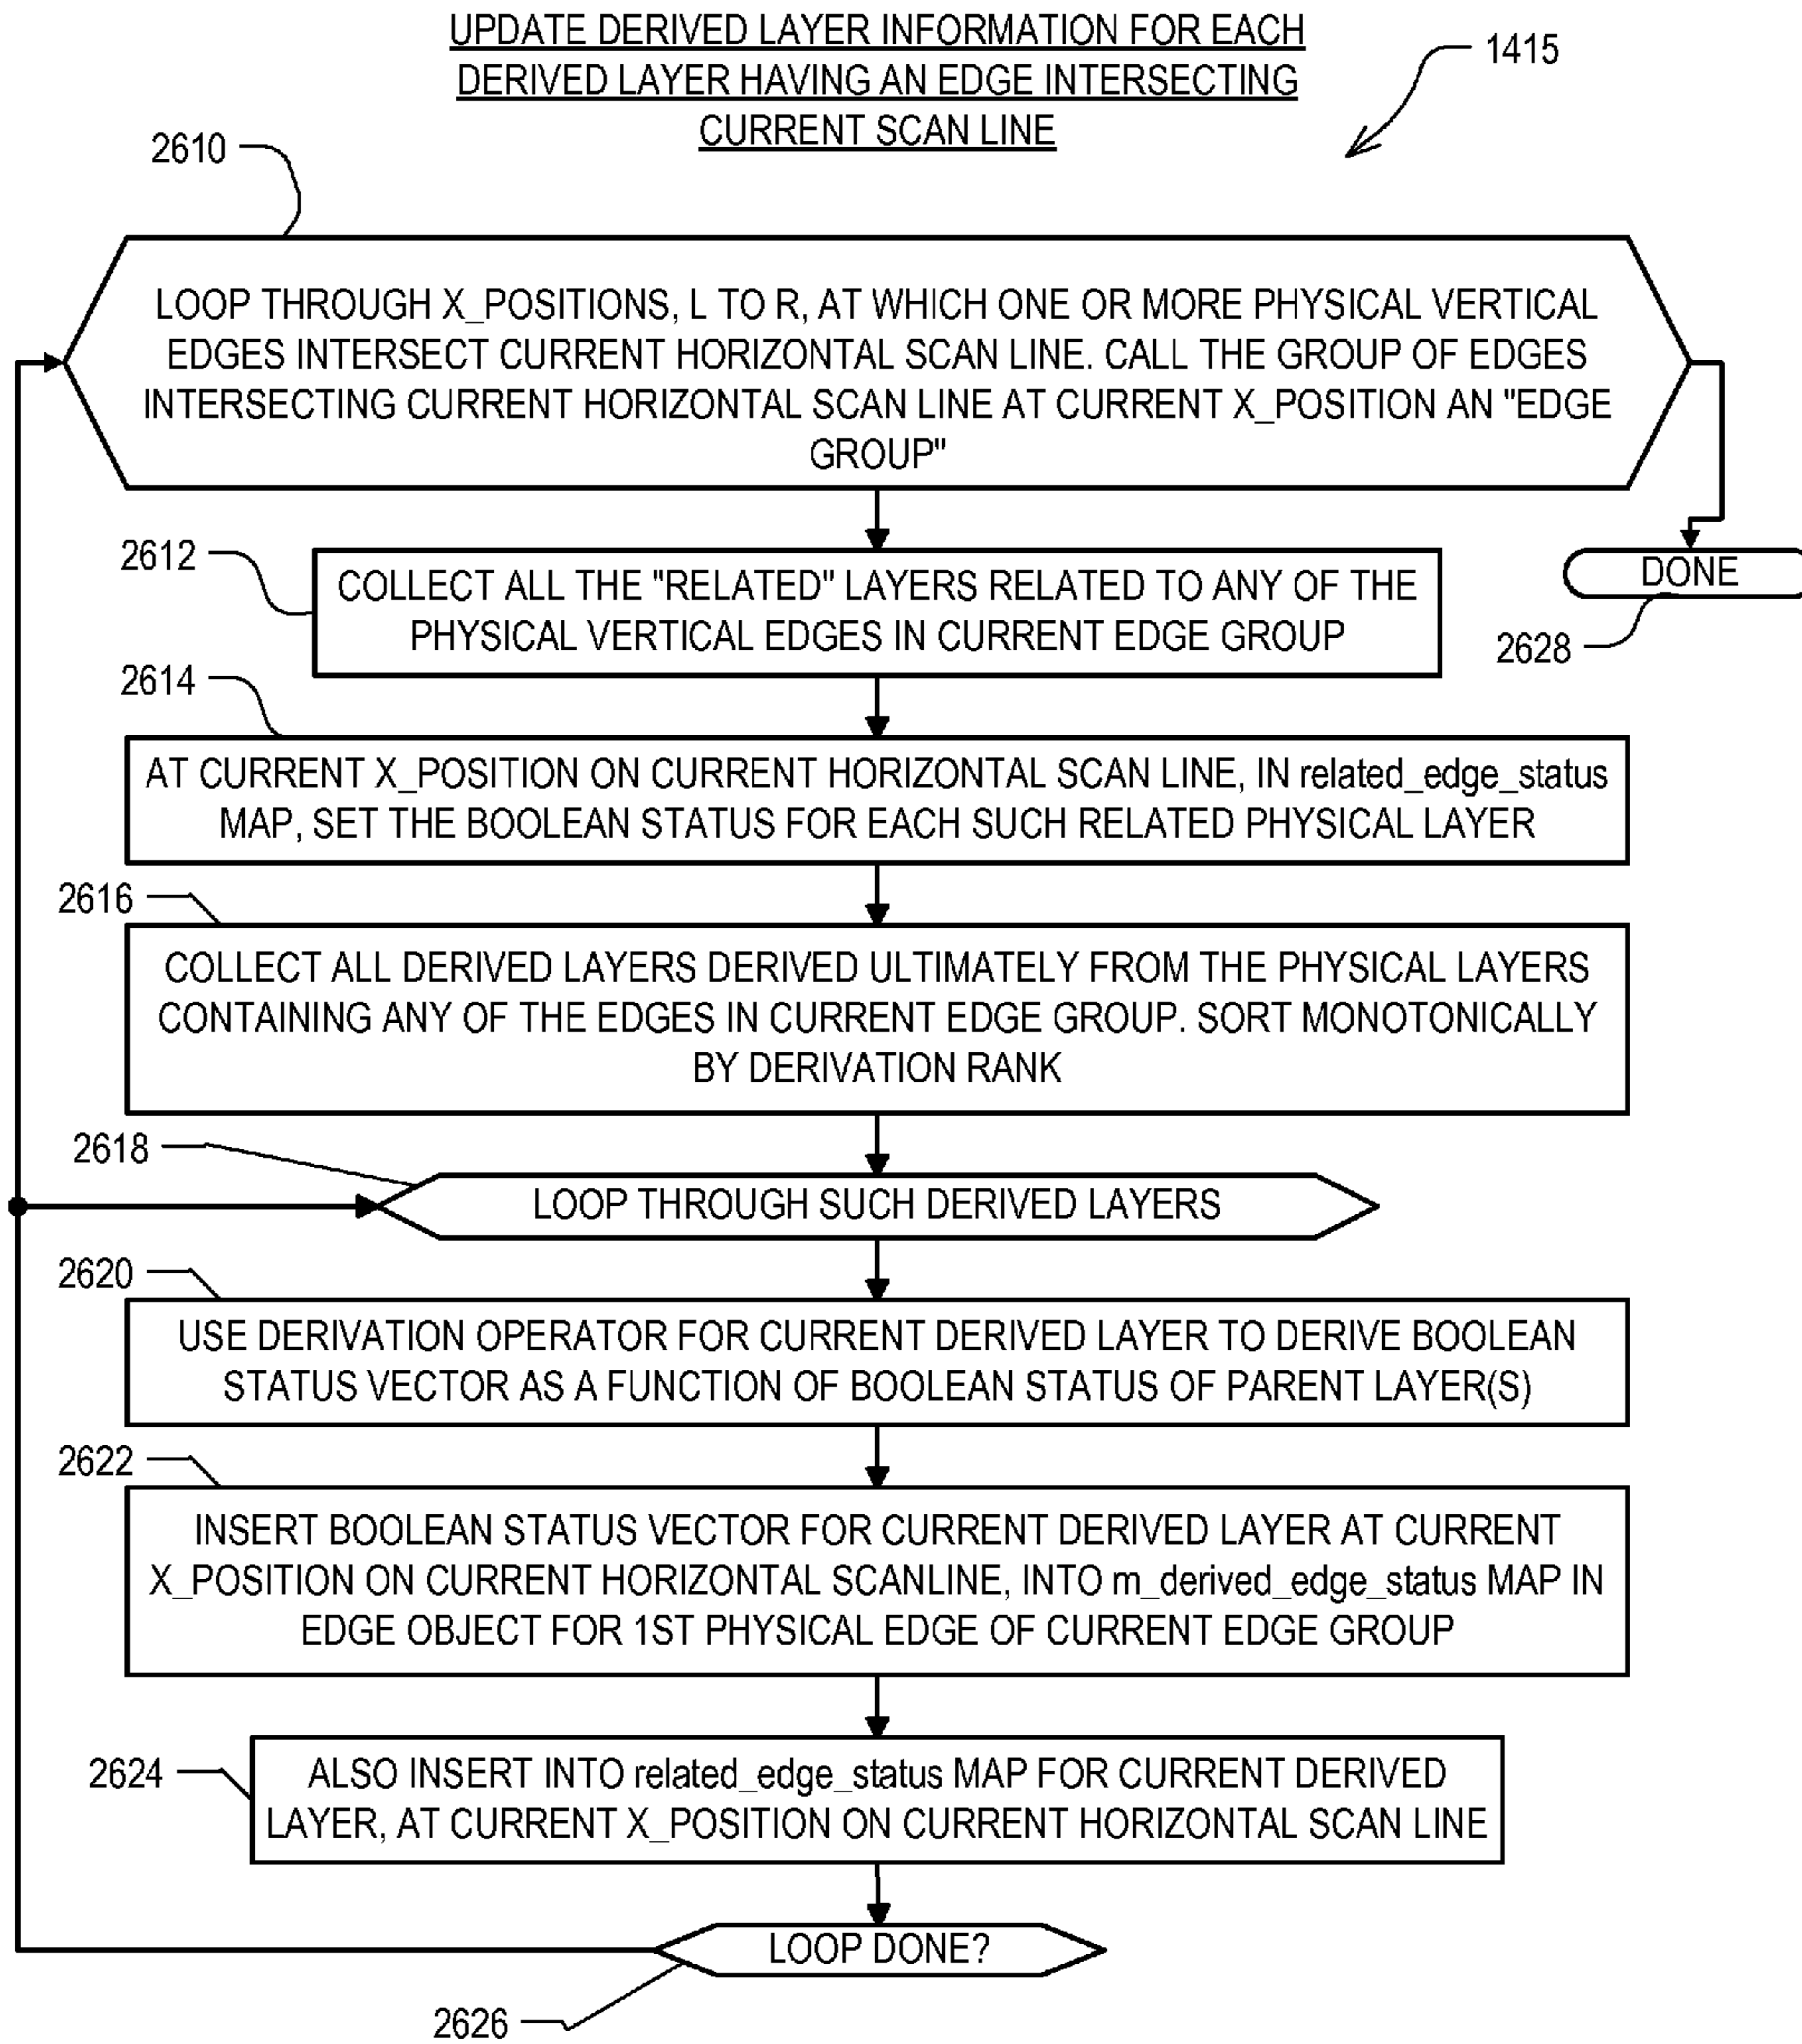 UPDATE DERIVED LAYER INFORMATION FOR EACH
DERIVED LAYER HAVING AN EDGE INTERSECTING
CURRENT SCAN LINE
1415
2610
LOOP THROUGH X_POSITIONS, L TO R, AT WHICH ONE OR MORE PHYSICAL VERTICAL
EDGES INTERSECT CURRENT HORIZONTAL SCAN LINE. CALL THE GROUP OF EDGES
INTERSECTING CURRENT HORIZONTAL SCAN LINE AT CURRENT X_POSITION AN "EDGE
GROUP"
2612
COLLECT ALL THE "RELATED" LAYERS RELATED TO ANY OF THE
PHYSICAL VERTICAL EDGES IN CURRENT EDGE GROUP
DONE
2628
2614
AT CURRENT X_POSITION ON CURRENT HORIZONTAL SCAN LINE, IN related_edge_status
MAP, SET THE BOOLEAN STATUS FOR EACH SUCH RELATED PHYSICAL LAYER
2616
COLLECT ALL DERIVED LAYERS DERIVED ULTIMATELY FROM THE PHYSICAL LAYERS
CONTAINING ANY OF THE EDGES IN CURRENT EDGE GROUP. SORT MONOTONICALLY
BY DERIVATION RANK
2618
LOOP THROUGH SUCH DERIVED LAYERS
2620
USE DERIVATION OPERATOR FOR CURRENT DERIVED LAYER TO DERIVE BOOLEAN
STATUS VECTOR AS A FUNCTION OF BOOLEAN STATUS OF PARENT LAYER(S)
2622
INSERT BOOLEAN STATUS VECTOR FOR CURRENT DERIVED LAYER AT CURRENT
X_POSITION ON CURRENT HORIZONTAL SCANLINE, INTO m_derived_edge_status MAP IN
EDGE OBJECT FOR 1ST PHYSICAL EDGE OF CURRENT EDGE GROUP
2624
ALSO INSERT INTO related_edge_status MAP FOR CURRENT DERIVED
LAYER, AT CURRENT X_POSITION ON CURRENT HORIZONTAL SCAN LINE
LOOP DONE?
2626